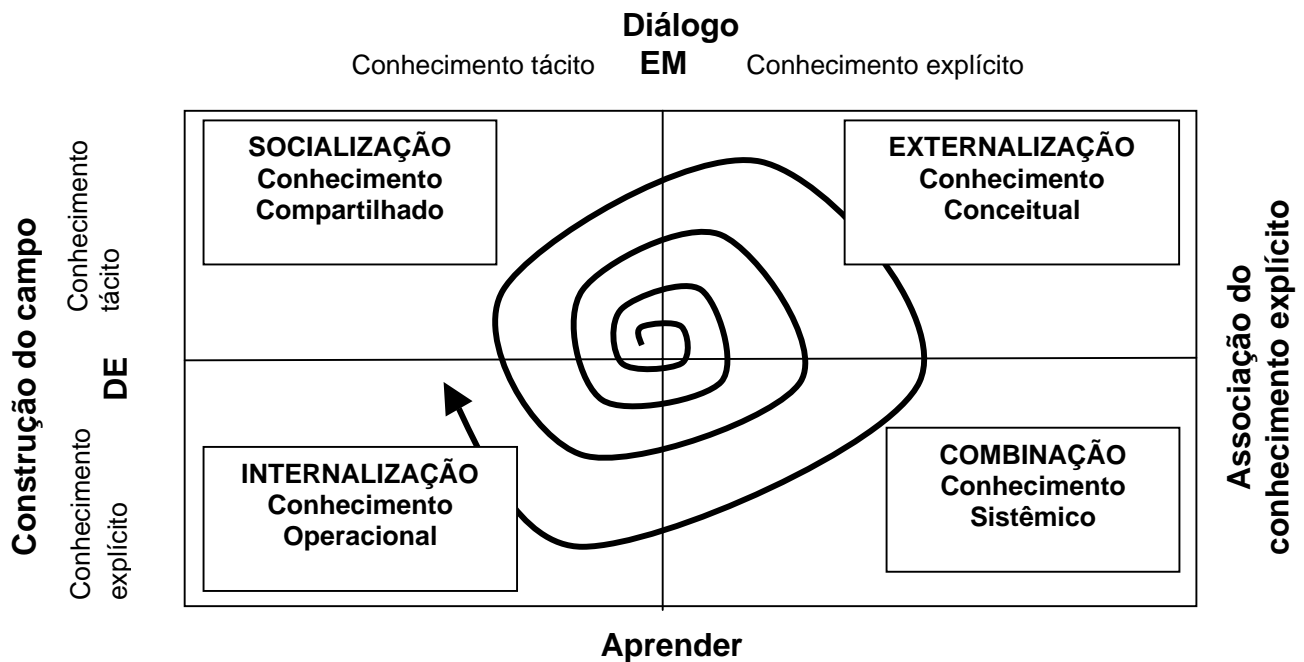 Diálogo
Conhecimento tácito EM Conhecimento explícito
Construção do campo
Conhecimento
tácito
DE
Conhecimento
explícito
SOCIALIZAÇÃO
Conhecimento
Compartilhado
EXTERNALIZAÇÃO
Conhecimento
Conceitual
INTERNALIZAÇÃO
Conhecimento
Operacional
COMBINAÇÃO
Conhecimento
Sistêmico
Associação do
conhecimento explícito
Aprender